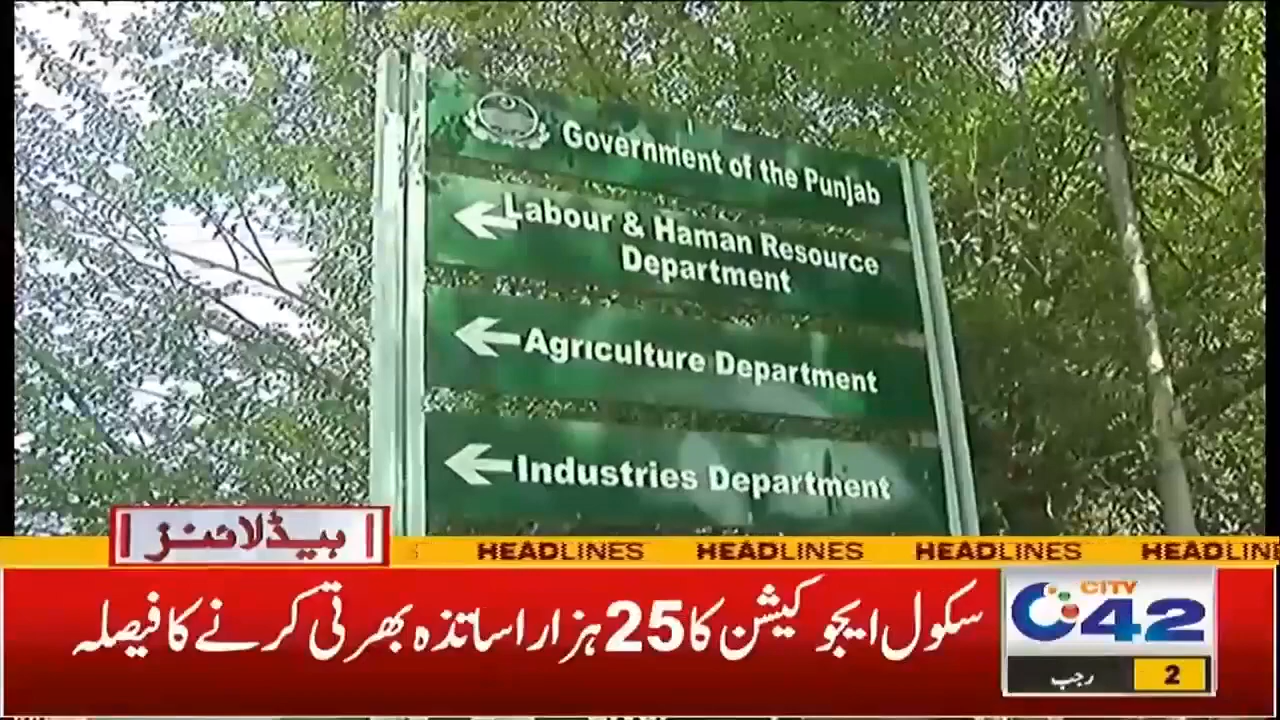 Government of the Punjab
Labour & Haman Resource
Department
Agriculture Department
Industries Department
ہیڈلائنز
HEADLINES HEADLINES HEADLINES HEADLIN
سکول ایجوکیشن کا 25 ہزار اساتذہ بھرتی کرنے کا فیصلہ
CITY
42
2 رجب